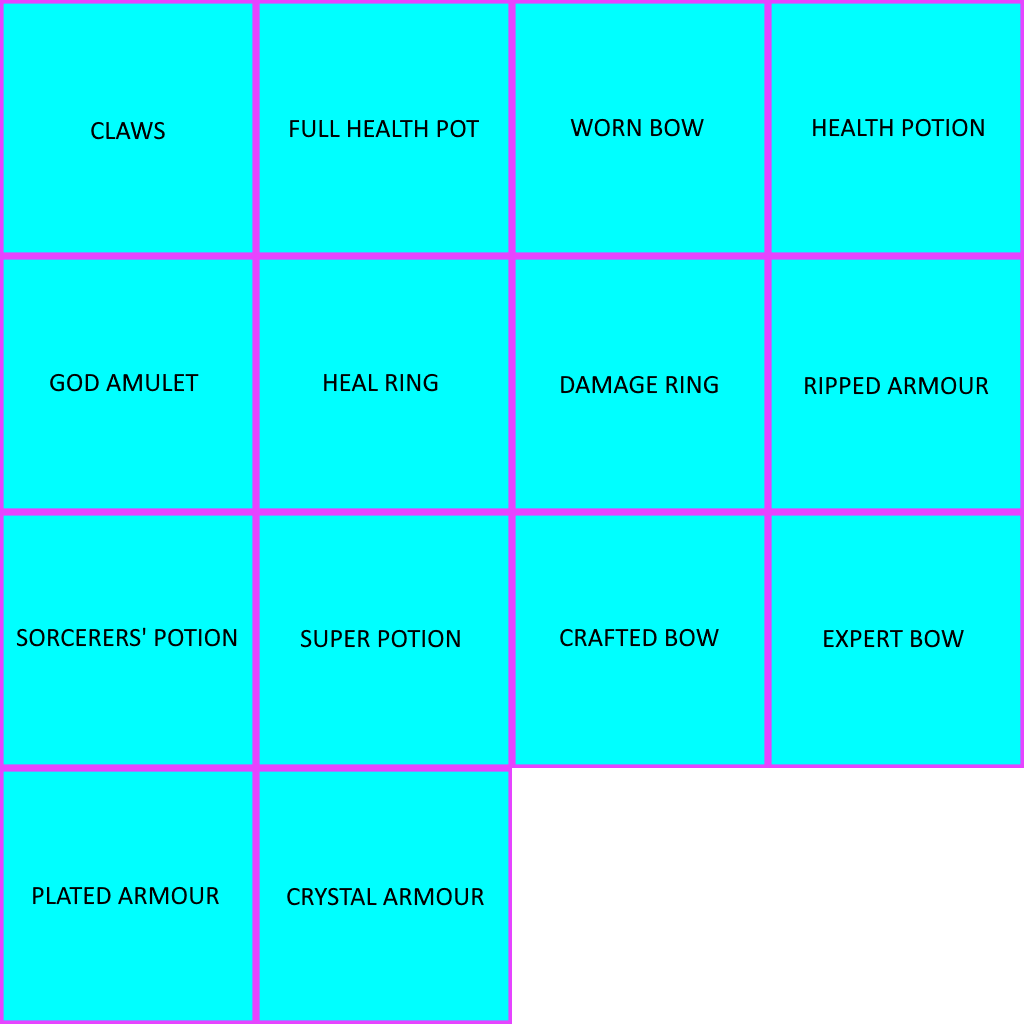 CLAWS
FULL HEALTH POT
WORN BOW
HEALTH POTION
GOD AMULET
HEAL RING
DAMAGE RING
RIPPED ARMOUR
SORCERERS' POTION
SUPER POTION
CRAFTED BOW
EXPERT BOW
PLATED ARMOUR
CRYSTAL ARMOUR